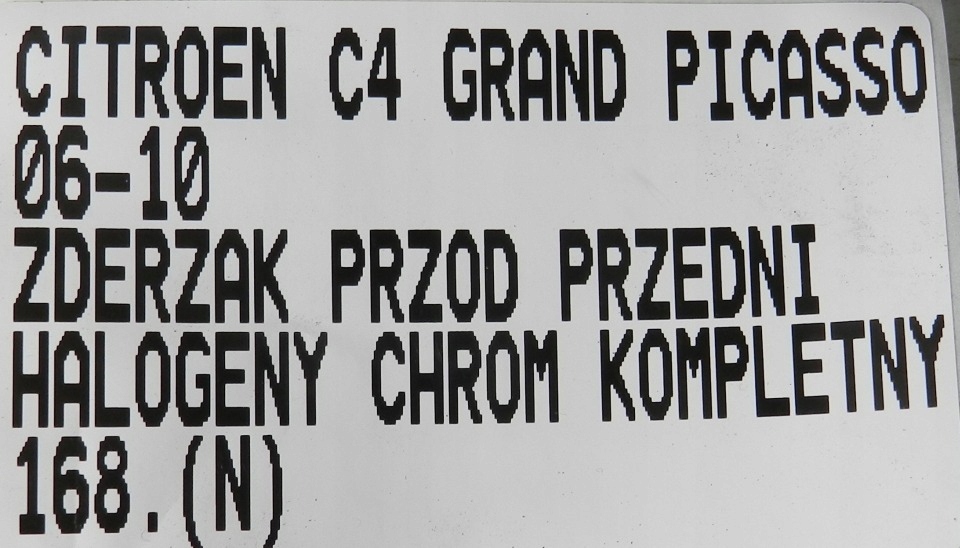 CITROEN C4 GRAND PICASSO
06-10
ZDERZAK PRZOD PRZEDNI
HALOGENY CHROM KOMPLETNY
168.(N)